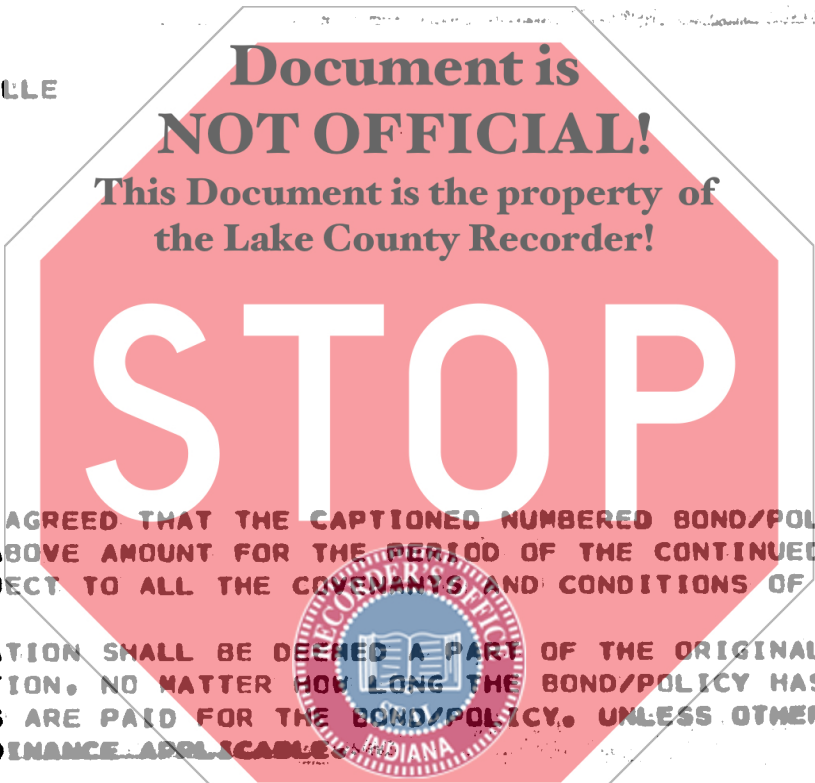 Document is
LLE
NOT OFFICIAL!
This Document is the property of
the Lake County Recorder!
STOP
AGREED THAT THE CAPTIONED NUMBERED BOND/POL
ABOVE AMOUNT FOR THE PERIOD OF THE CONTINUED
ECT TO ALL THE COVENANTS AND CONDITIONS OF
RECORDER'S OFFICE
TION SHALL BE DEEMED A PART OF THE ORIGINAL
TION. NO MATTER HOW LONG THE BOND/POLICY HAS
S ARE PAID FOR THE BOND/POLICY. UNLESS OTHER
INANCE APPLICABLE.
SEAL
INDIANA